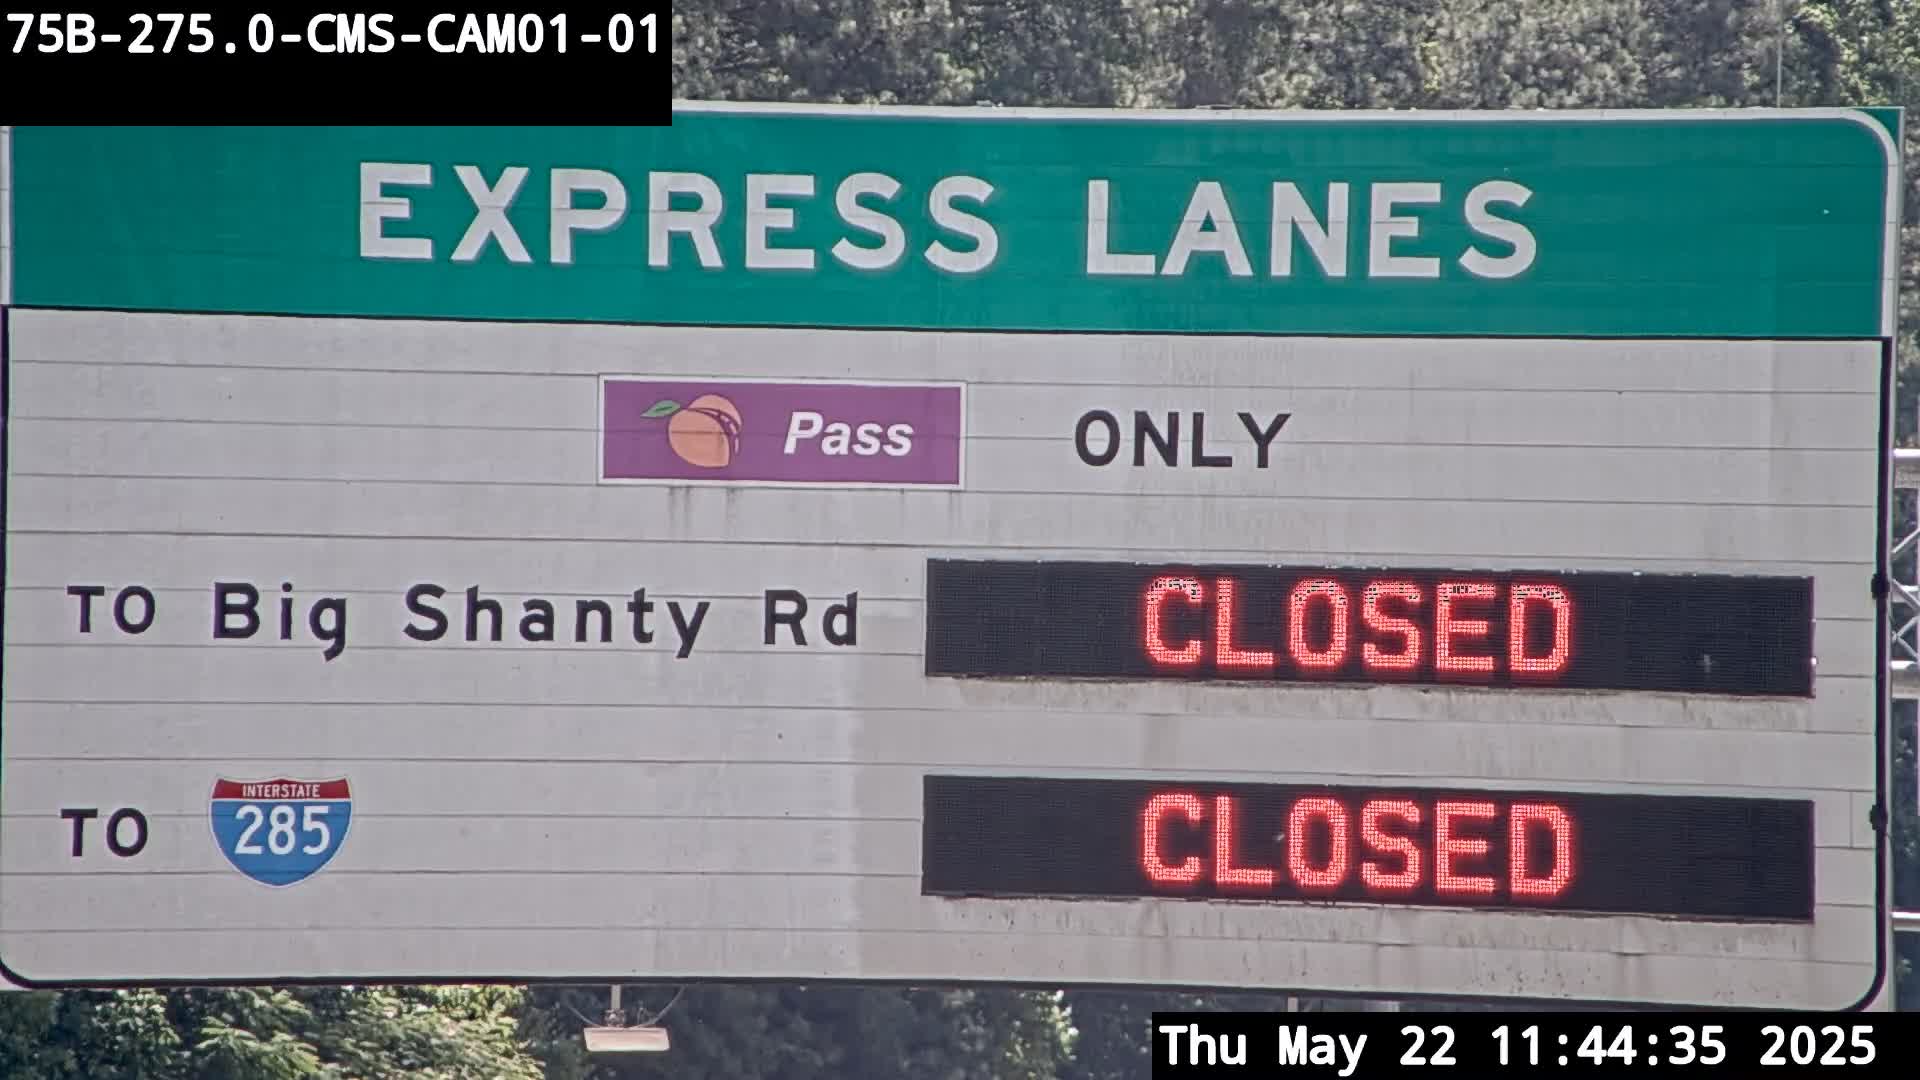 75B-275.0-CMS-CAM01-01
EXPRESS LANES
Pass ONLY
TO Big Shanty Rd CLOSED
TO INTERSTATE 285 CLOSED
Thu May 22 11:44:35 2025